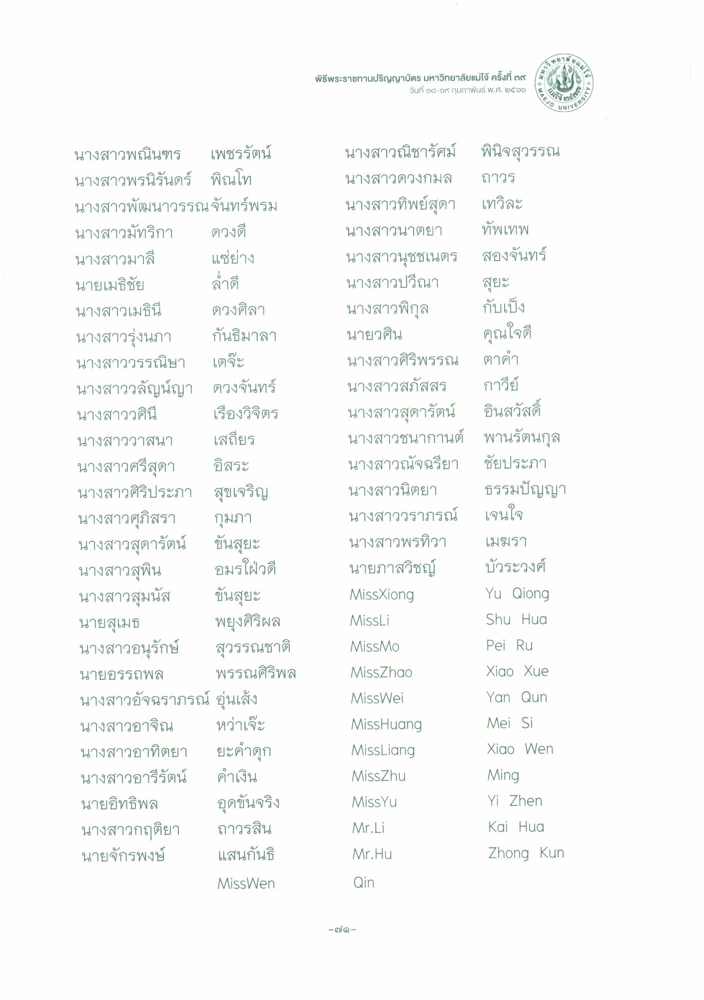 พิธีพระราชทานปริญญาบัตร มหาวิทยาลัยแม่โจ้ ครั้งที่ ๓๙
วันที่ ๑๘-๑๙ กุมภาพันธ์ พ.ศ. ๒๕๖๐
มหาวิทยาลัยแม่โจ้
แม่โจ้ ๒๔๗๗
MAEJO UNIVERSITY
นางสาวพณินฑร เพชรรัตน์
นางสาวพรนิรันดร์ พิณโท
นางสาวพัฒนาวรรณ จันทร์พรม
นางสาวมัทริกา ดวงดี
นางสาวมาลี แซ่ย่าง
นายเมธิชัย ล่ำดี
นางสาวเมธินี ดวงศิลา
นางสาวรุ่งนภา กันธิมาลา
นางสาววรรณิษา เตจ๊ะ
นางสาววลัญน์ญา ดวงจันทร์
นางสาววศินี เรืองวิจิตร
นางสาววาสนา เสถียร
นางสาวศรีสุดา อิสระ
นางสาวศิริประภา สุขเจริญ
นางสาวศุภิสรา กุมภา
นางสาวสุดารัตน์ ขันสุยะ
นางสาวสุพิน อมรใฝ่วดี
นางสาวสุมนัส ขันสุยะ
นายสุเมธ พยุงศิริผล
นางสาวอนุรักษ์ สุวรรณชาติ
นายอรรถพล พรรณศิริพล
นางสาวอัจฉราภรณ์ อุ่นเส้ง
นางสาวอาจิณ หว่าเจ๊ะ
นางสาวอาทิตยา ยะคำดุก
นางสาวอารีรัตน์ คำเงิน
นายอิทธิพล อุดขันจริง
นางสาวกฤติยา ถาวรสิน
นายจักรพงษ์ แสนกันธิ
นางสาวณิชารัศม์ พินิจสุวรรณ
นางสาวดวงกมล ถาวร
นางสาวทิพย์สุดา เทวิละ
นางสาวนาตยา ทัพเทพ
นางสาวนุชชเนตร สองจันทร์
นางสาวปวีณา สุยะ
นางสาวพิกุล กับเป็ง
นายวศิน คุณใจดี
นางสาวศิริพรรณ ตาคำ
นางสาวสภัสสร กาวีย์
นางสาวสุดารัตน์ อินสวัสดิ์
นางสาวชนากานต์ พานรัตนกุล
นางสาวณัจฉรียา ชัยประภา
นางสาวนิตยา ธรรมปัญญา
นางสาววราภรณ์ เจนใจ
นางสาวพรทิวา เมฆรา
นายภาสวิชญ์ บัวระวงศ์
MissXiong Yu Qiong
MissLi Shu Hua
MissMo Pei Ru
MissZhao Xiao Xue
MissWei Yan Qun
MissHuang Mei Si
MissLiang Xiao Wen
MissZhu Ming
MissYu Yi Zhen
Mr.Li Kai Hua
Mr.Hu Zhong Kun
MissWen Qin
-๗๑-